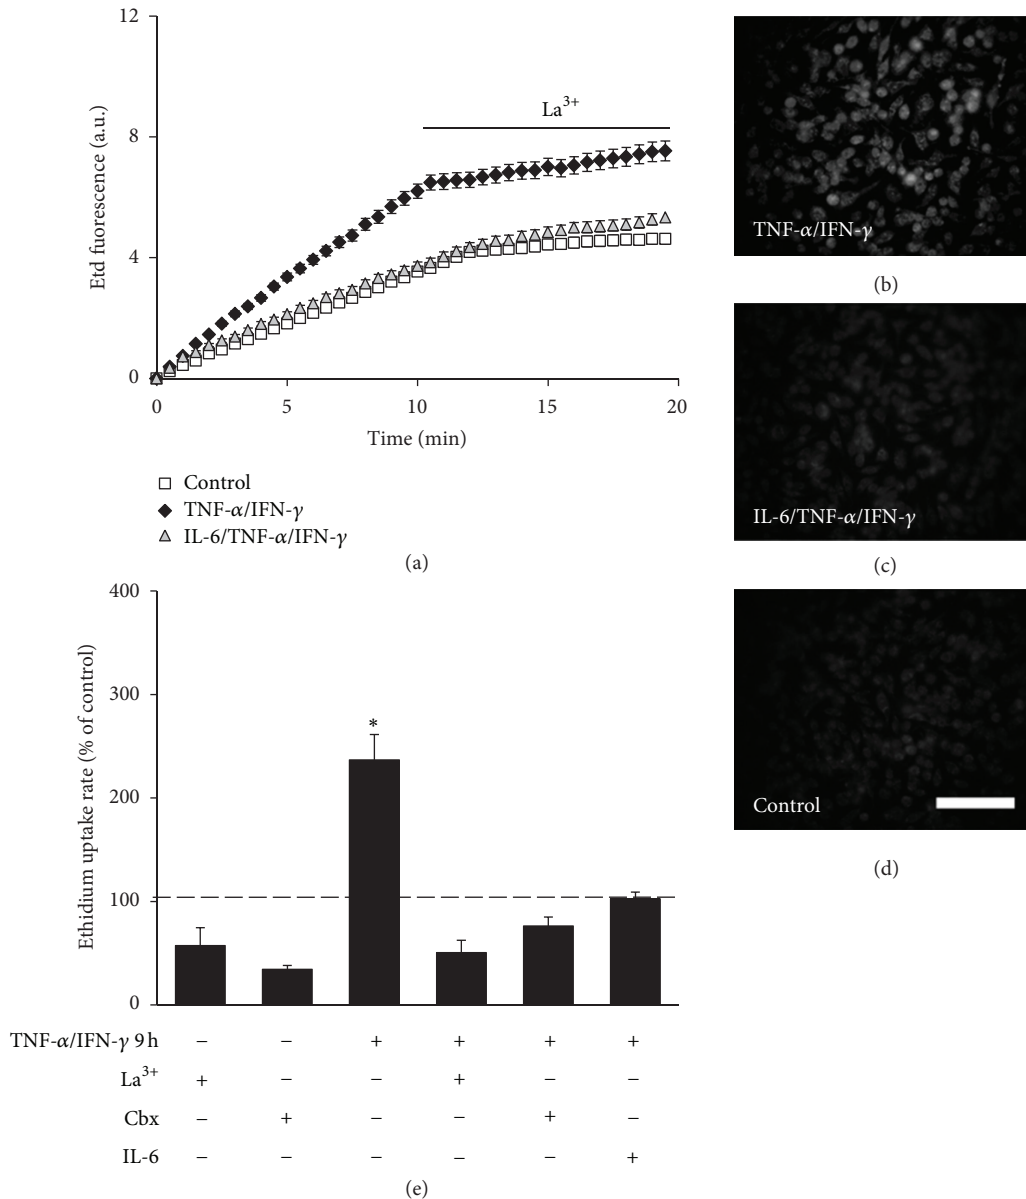 12
8
4
0
Etd fuorescence (a.u.)
La3+
0 5 10 15 20
Time (min)
Control
TNF-α/IFN-γ
IL-6/TNF-α/IFN-γ
(a)
TNF-α/IFN-γ
(b)
IL-6/TNF-α/IFN-γ
(c)
Control
(d)
400
300
200
100
0
Ethidium uptake rate (% of control)
*
TNF-α/IFN-γ 9 h − − + + + +
La3+ + − − + − −
Cbx − + − − + −
IL-6 − − − − − +
(e)